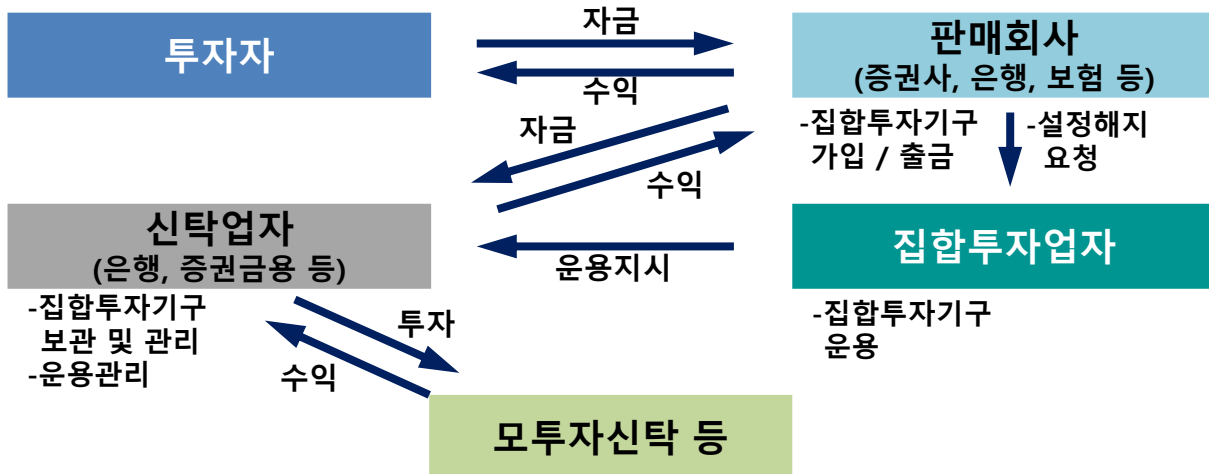 투자자
자금
수익
판매회사
(증권사, 은행, 보험 등)
-집합투자기구
가입 / 출금
-설정해지
요청
자금
수익
신탁업자
(은행, 증권금융 등)
운용지시
집합투자업자
-집합투자기구
보관 및 관리
-운용관리
투자
수익
-집합투자기구
운용
모투자신탁 등